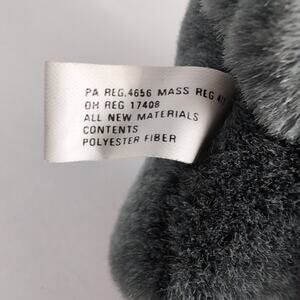 PA REG.4656 MASS REG
OH REG 17408
ALL NEW MATERIALS
CONTENTS
POLYESTER FIBER